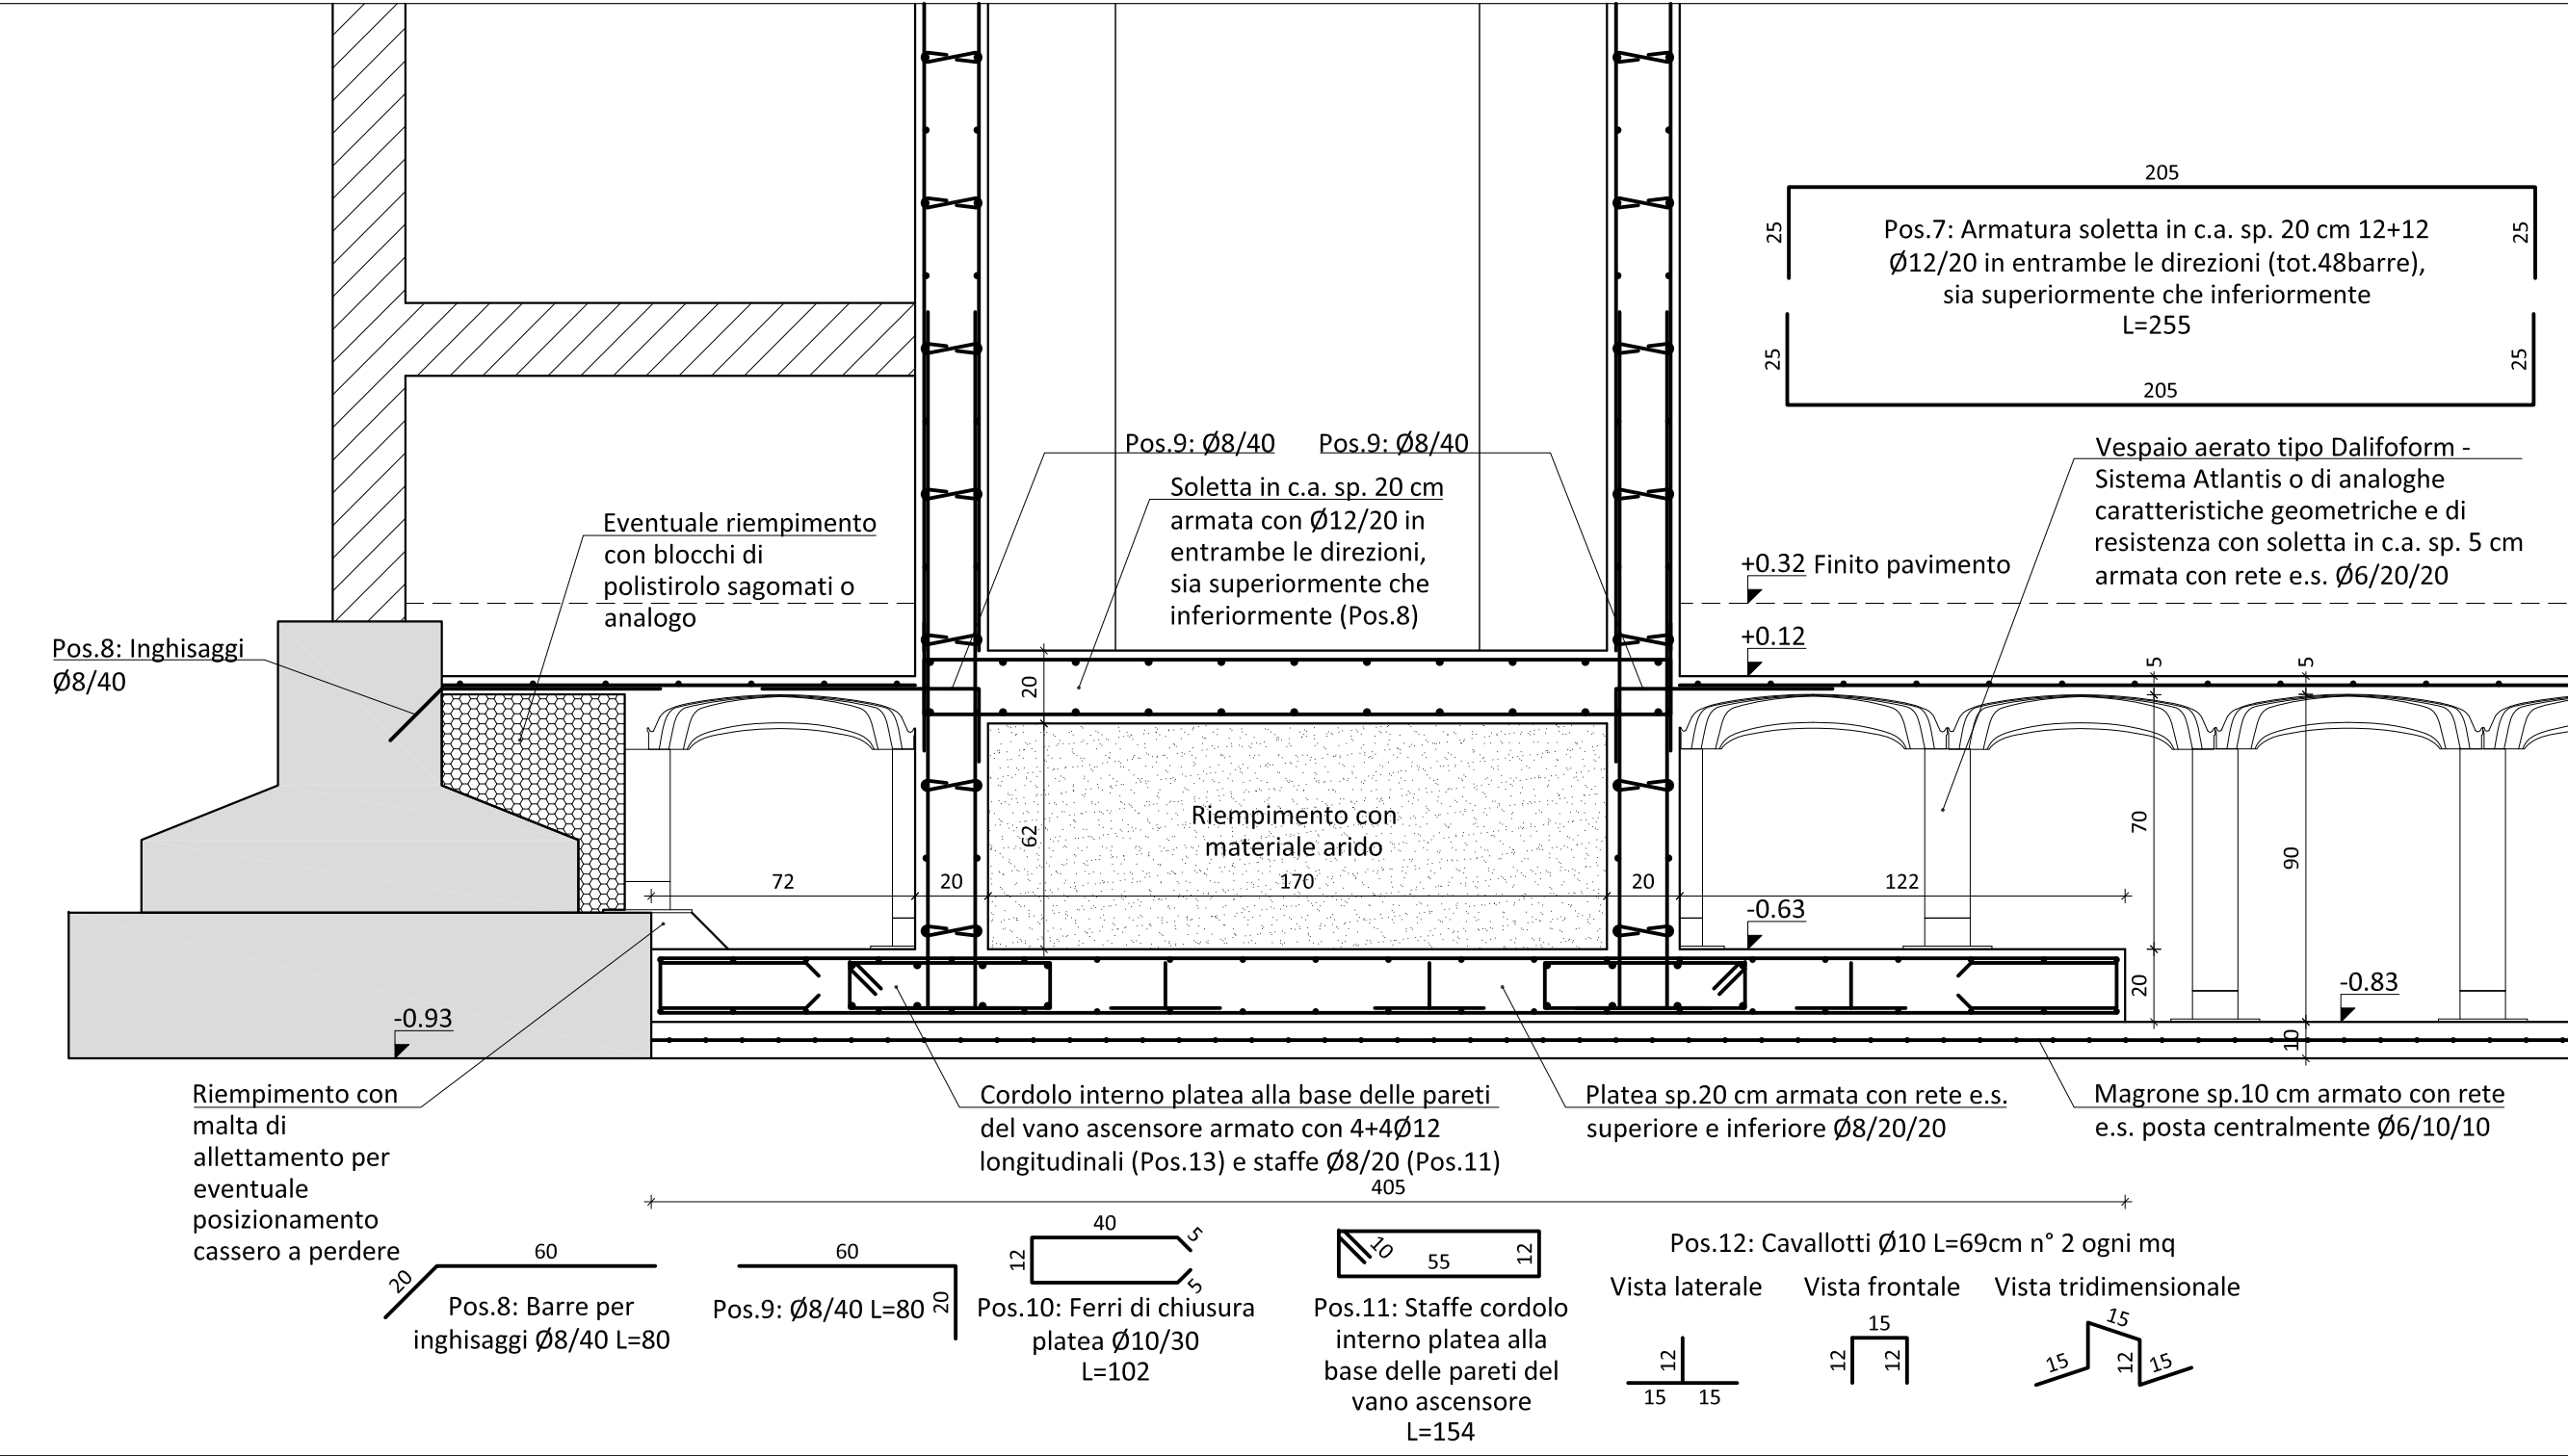 205
25
25
Pos.7: Armatura soletta in c.a. sp. 20 cm 12+12
Ø12/20 in entrambe le direzioni (tot.48barre),
sia superiormente che inferiormente
L=255
25
25
205
Pos.9: Ø8/40
Pos.9: Ø8/40
Soletta in c.a. sp. 20 cm
armata con Ø12/20 in
entrambe le direzioni,
sia superiormente che
inferiormente (Pos.8)
Vespaio aerato tipo Dalifoform -
Sistema Atlantis o di analoghe
caratteristiche geometriche e di
resistenza con soletta in c.a. sp. 5 cm
armata con rete e.s. Ø6/20/20
Eventuale riempimento
con blocchi di
polistirolo sagomati o
analogo
+0.32 Finito pavimento
+0.12
Pos.8: Inghisaggi
Ø8/40
5
5
20
62
Riempimento con
materiale arido
70
90
72
20
170
20
122
-0.63
20
-0.83
-0.93
10
Riempimento con
malta di
allettamento per
eventuale
posizionamento
cassero a perdere
Cordolo interno platea alla base delle pareti
del vano ascensore armato con 4+4Ø12
longitudinali (Pos.13) e staffe Ø8/20 (Pos.11)
Platea sp.20 cm armata con rete e.s.
superiore e inferiore Ø8/20/20
Magrone sp.10 cm armato con rete
e.s. posta centralmente Ø6/10/10
405
20
60
Pos.8: Barre per
inghisaggi Ø8/40 L=80
60
20
Pos.9: Ø8/40 L=80
40
5
12
5
Pos.10: Ferri di chiusura
platea Ø10/30
L=102
10
55
12
Pos.11: Staffe cordolo
interno platea alla
base delle pareti del
vano ascensore
L=154
Pos.12: Cavallotti Ø10 L=69cm n° 2 ogni mq
Vista laterale
Vista frontale
Vista tridimensionale
12
15
15
15
12
12
15
15
12
15